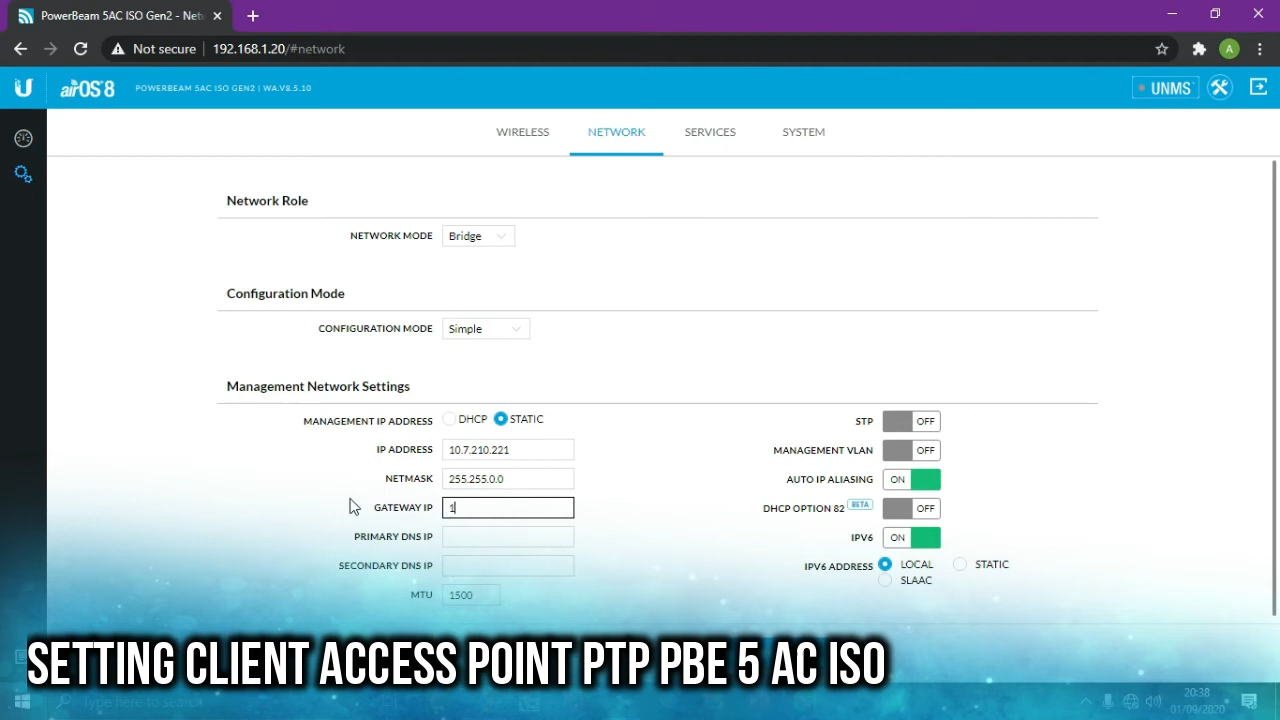 PowerBeam 5AC ISO Gen2 - Net
Not secure
192.168.1.20/#network
A
airOS 8
POWERBEAM 5AC ISO GEN2 | WA.V8.5.10
UNMS
WIRELESS
NETWORK
SERVICES
SYSTEM
Network Role
NETWORK MODE
Bridge
Configuration Mode
CONFIGURATION MODE
Simple
Management Network Settings
MANAGEMENT IP ADDRESS
DHCP
STATIC
STP
OFF
IP ADDRESS
10.7.210.221
MANAGEMENT VLAN
OFF
NETMASK
255.255.0.0
AUTO IP ALIASING
ON
GATEWAY IP
1
DHCP OPTION 82 BETA
OFF
PRIMARY DNS IP
IPV6
ON
SECONDARY DNS IP
IPV6 ADDRESS
LOCAL
STATIC
SLAAC
MTU
1500
SETTING CLIENT ACCESS POINT PTP PBE 5 AC ISO
Type here to search
20:38
01/09/2020